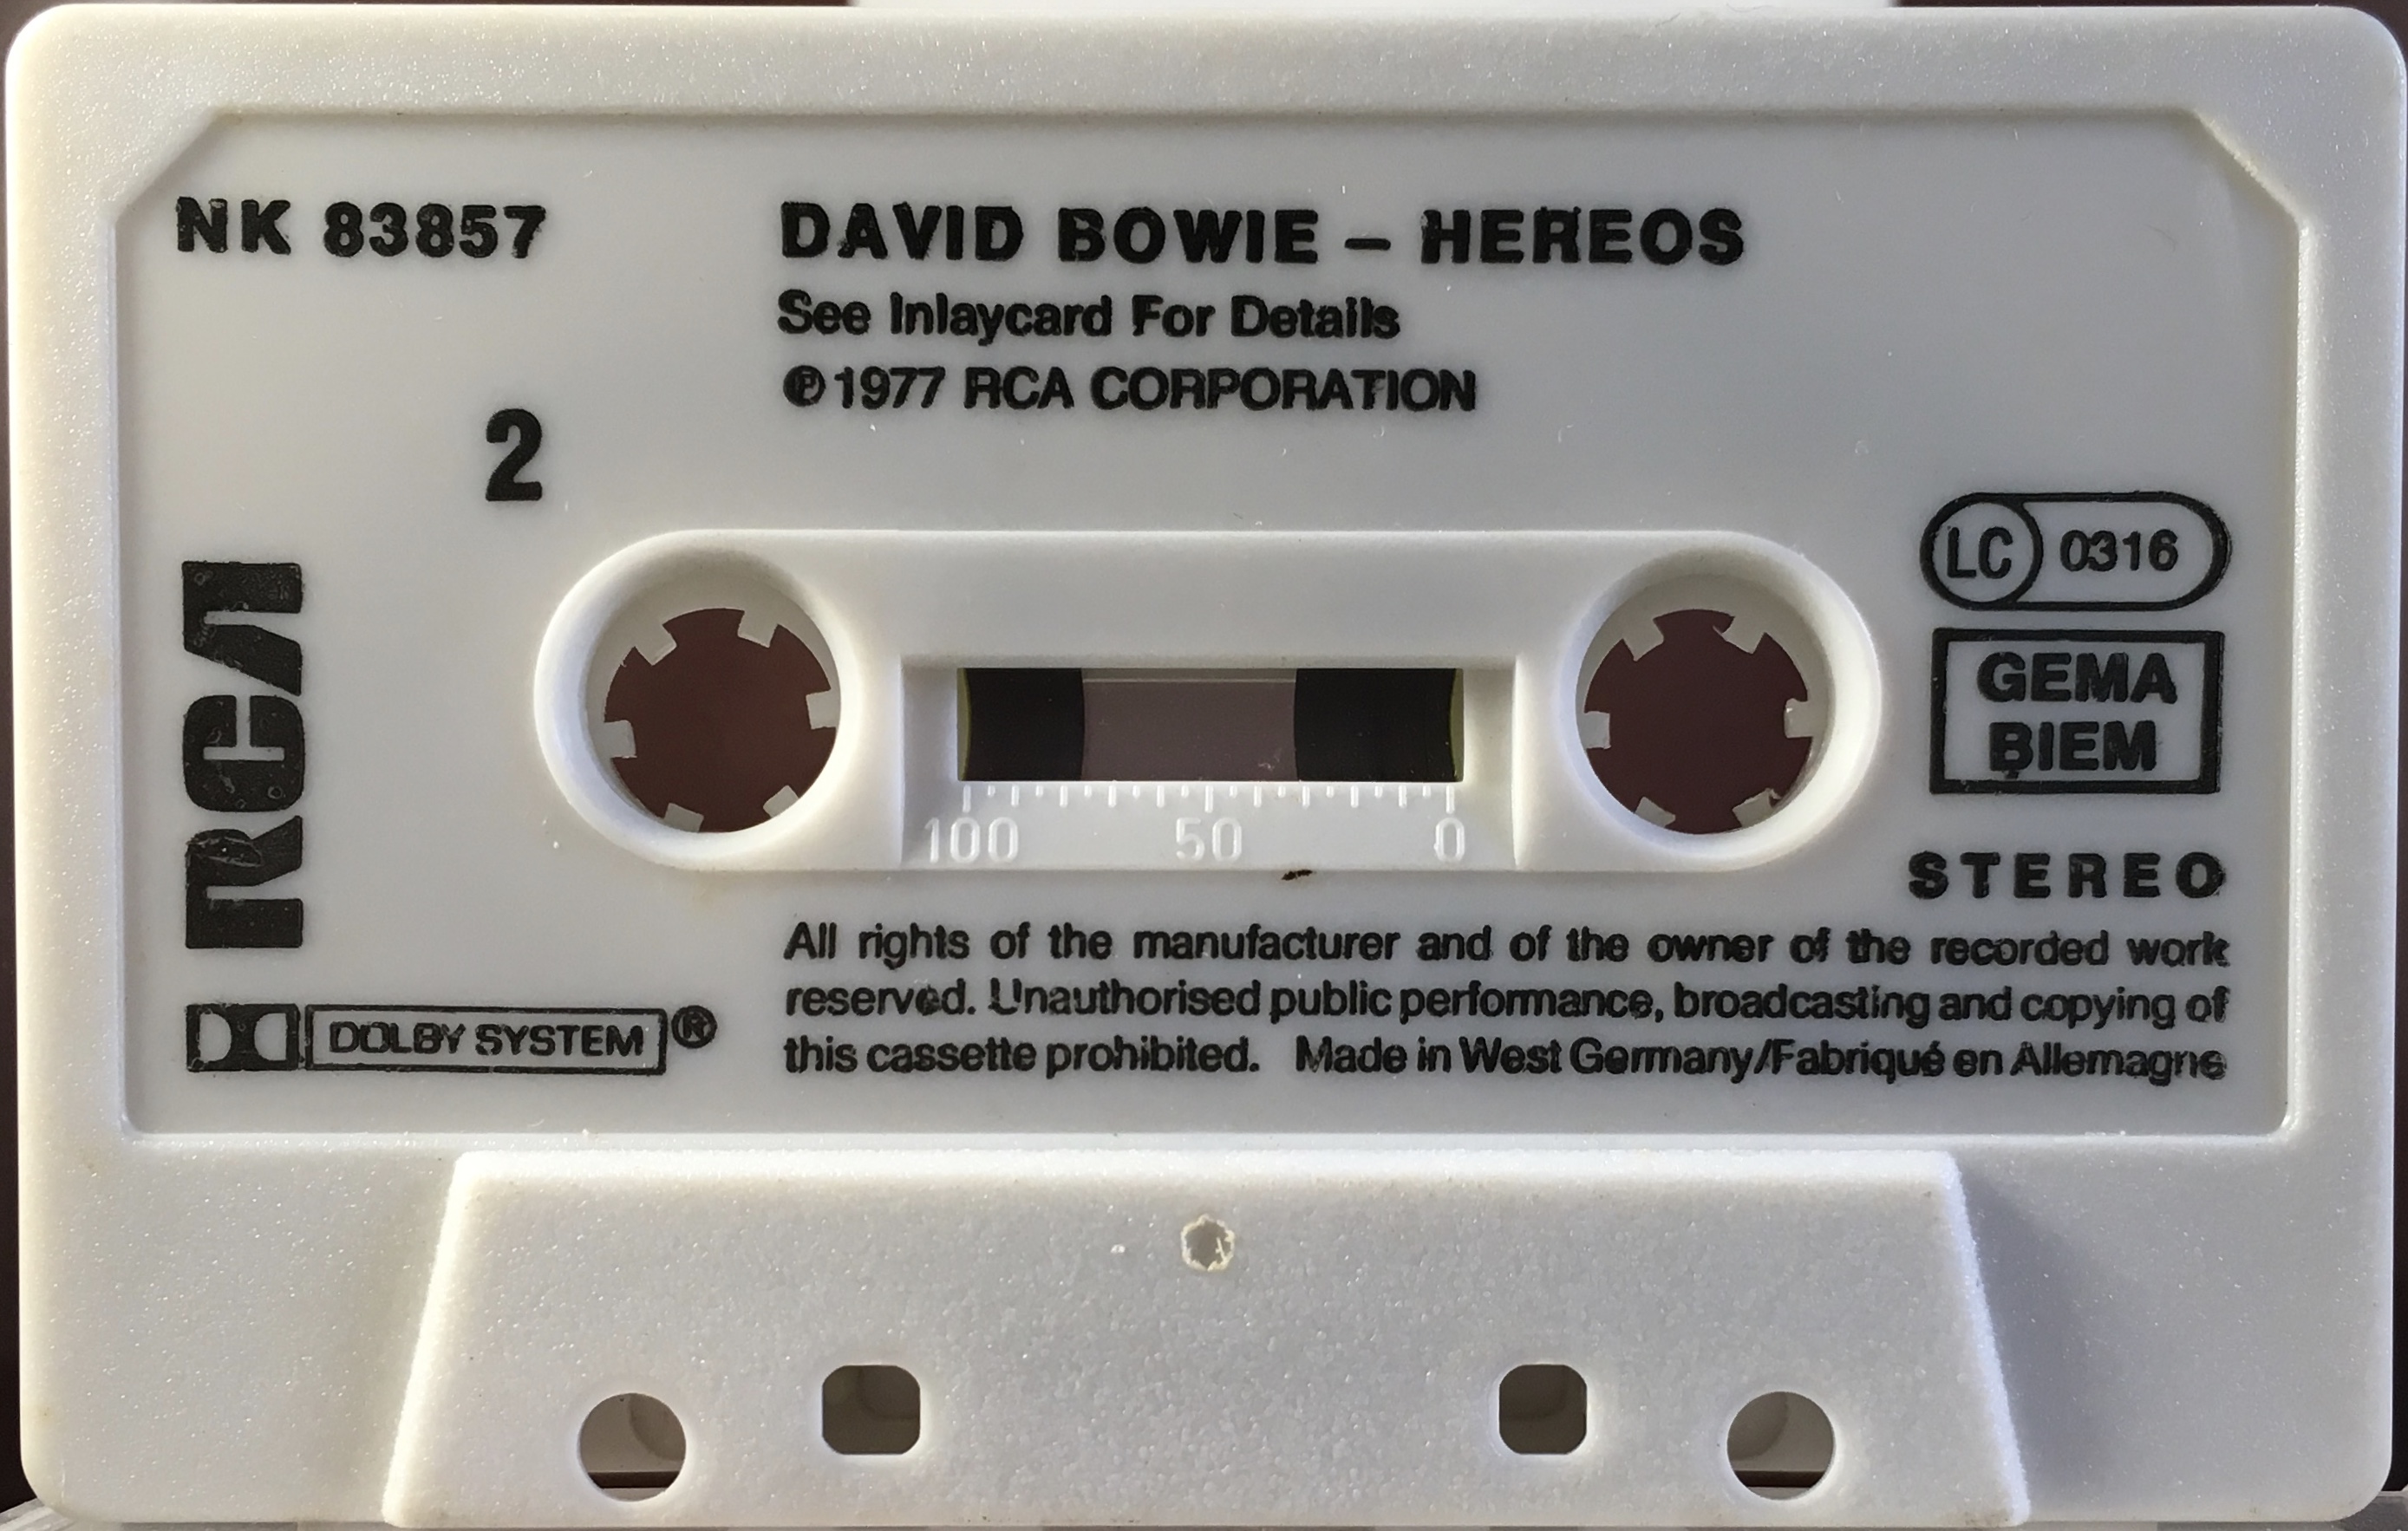 NK 83857
DAVID BOWIE – HEREOS
See Inlaycard For Details
℗ 1977 RCA CORPORATION
2
RCA
LC 0316
GEMA
BIEM
100 50 0
STEREO
DOLBY SYSTEM ®
All rights of the manufacturer and of the owner of the recorded work
reserved. Unauthorised public performance, broadcasting and copying of
this cassette prohibited. Made in West Germany/Fabriqué en Allemagne